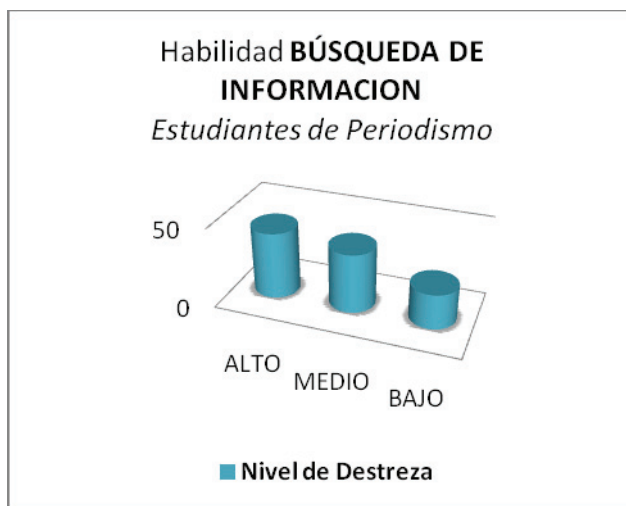 Habilidad BÚSQUEDA DE
INFORMACION
Estudiantes de Periodismo
50
0
ALTO
MEDIO
BAJO
Nivel de Destreza